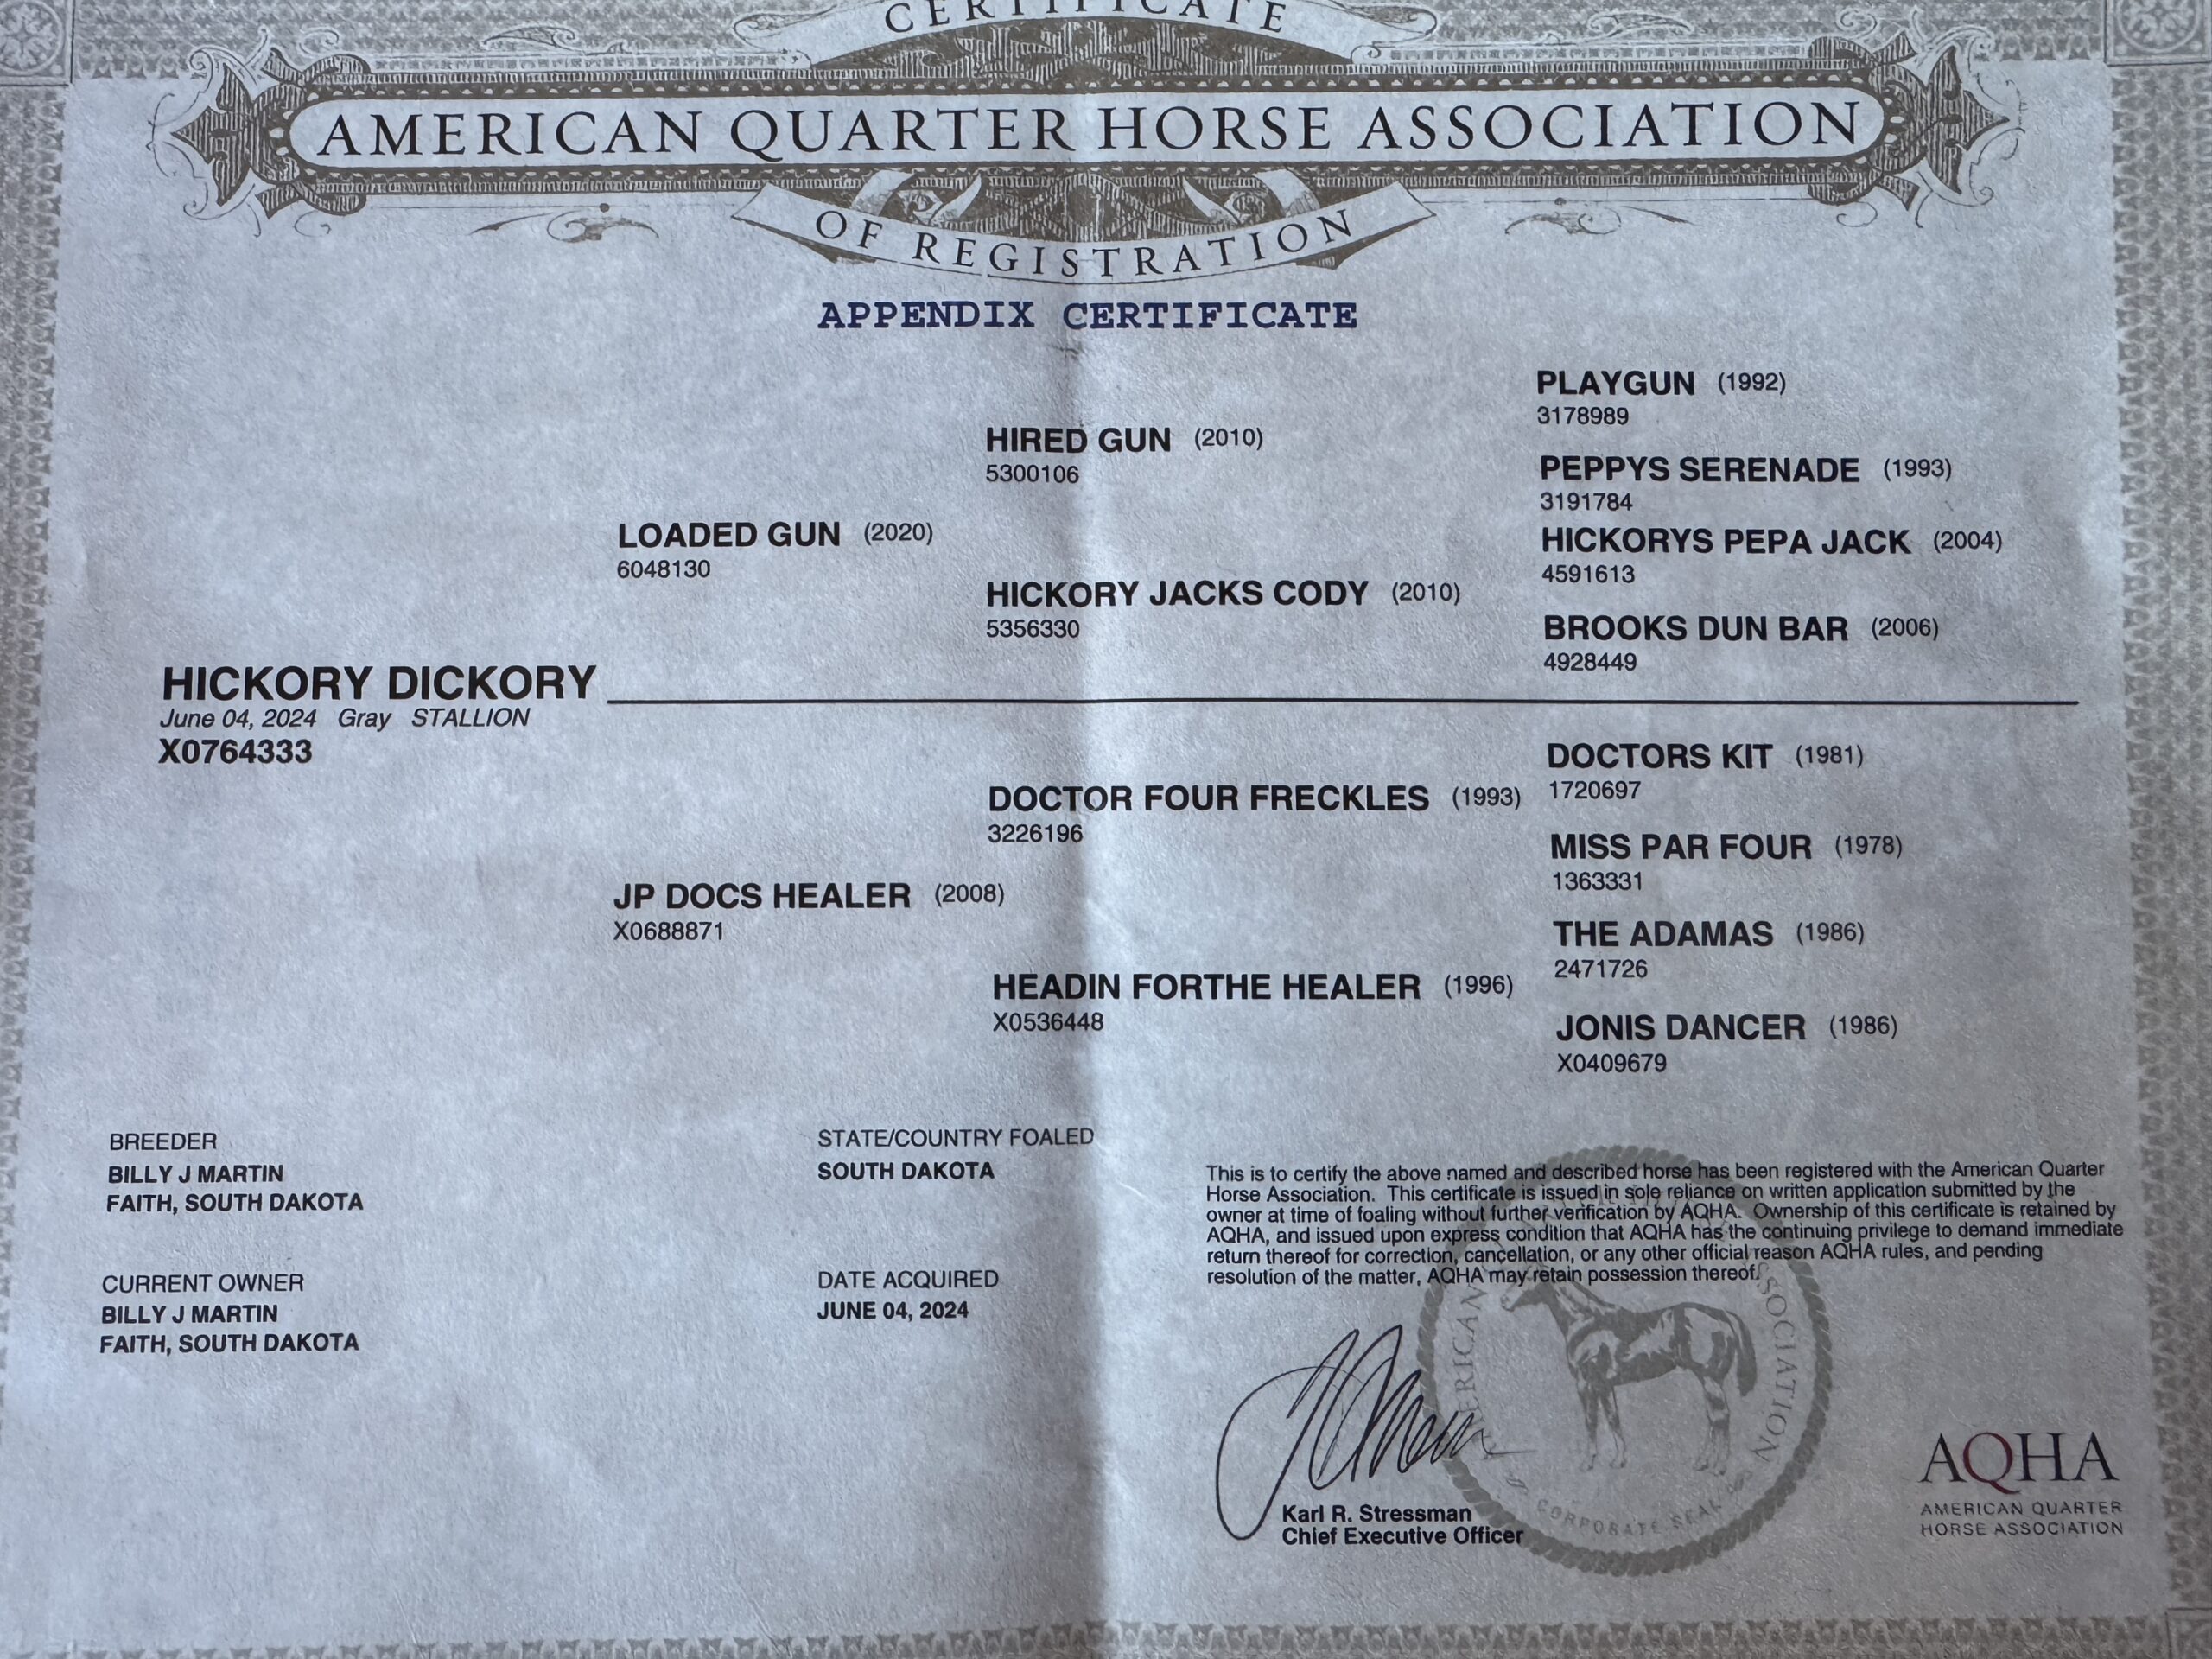 CERTIFICATE
AMERICAN QUARTER HORSE ASSOCIATION
OF REGISTRATION
APPENDIX CERTIFICATE
PLAYGUN (1992)
3178989
HIRED GUN (2010)
5300106
PEPPYS SERENADE (1993)
3191784
LOADED GUN (2020)
6048130
HICKORYS PEPA JACK (2004)
4591613
HICKORY JACKS CODY (2010)
5356330
BROOKS DUN BAR (2006)
4928449
HICKORY DICKORY
June 04, 2024 Gray STALLION
X0764333
DOCTORS KIT (1981)
1720697
DOCTOR FOUR FRECKLES (1993)
3226196
MISS PAR FOUR (1978)
1363331
JP DOCS HEALER (2008)
X0688871
THE ADAMAS (1986)
2471726
HEADIN FORTHE HEALER (1996)
X0536448
JONIS DANCER (1986)
X0409679
BREEDER
BILLY J MARTIN
FAITH, SOUTH DAKOTA
STATE/COUNTRY FOALED
SOUTH DAKOTA
CURRENT OWNER
BILLY J MARTIN
FAITH, SOUTH DAKOTA
DATE ACQUIRED
JUNE 04, 2024
This is to certify the above named and described horse has been registered with the American Quarter
Horse Association. This certificate is issued in sole reliance on written application submitted by the
owner at time of foaling without further verification by AQHA. Ownership of this certificate is retained by
AQHA, and issued upon express condition that AQHA has the continuing privilege to demand immediate
return thereof for correction, cancellation, or any other official reason AQHA rules, and pending
resolution of the matter, AQHA may retain possession thereof.
Karl R. Stressman
Chief Executive Officer
CORPORATE SEAL
AQHA
AMERICAN QUARTER
HORSE ASSOCIATION